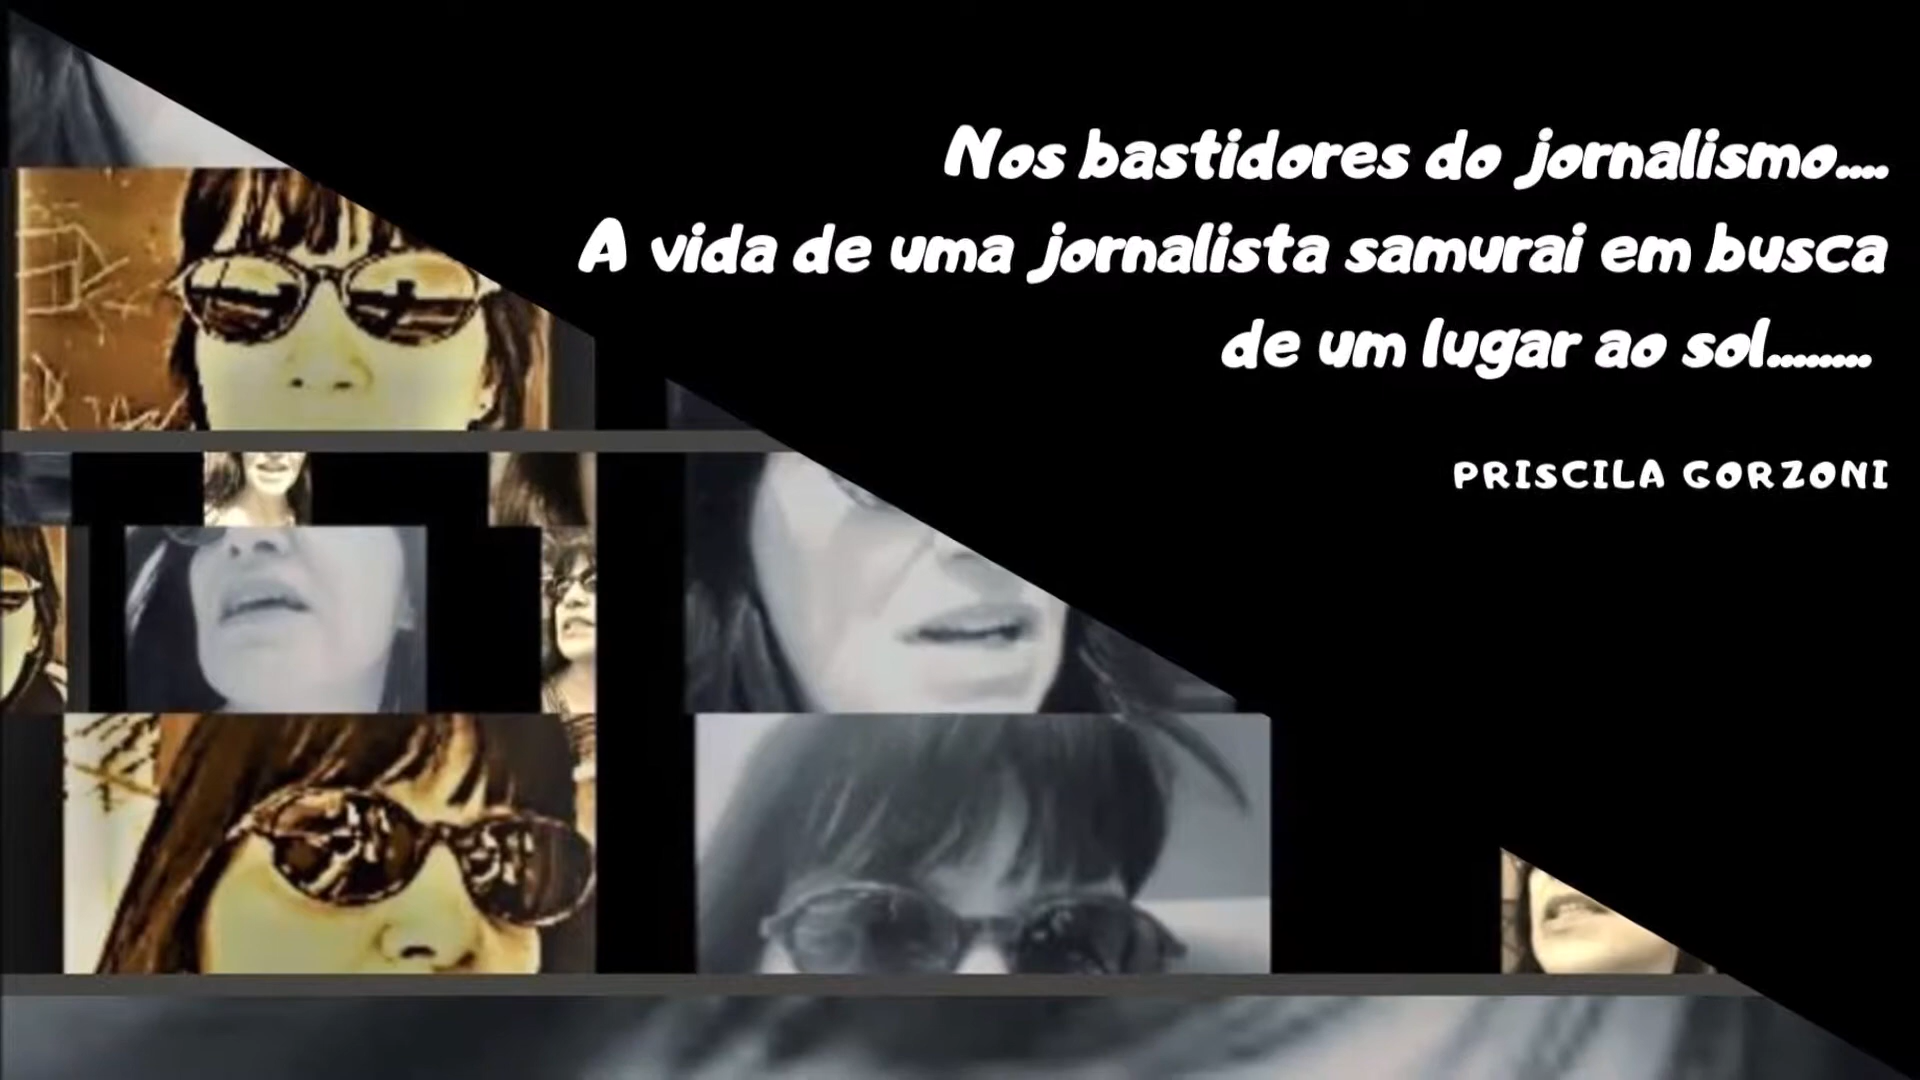 Nos bastidores do jornalismo....
A vida de uma jornalista samurai em busca
de um lugar ao sol........
PRISCILA GORZONI